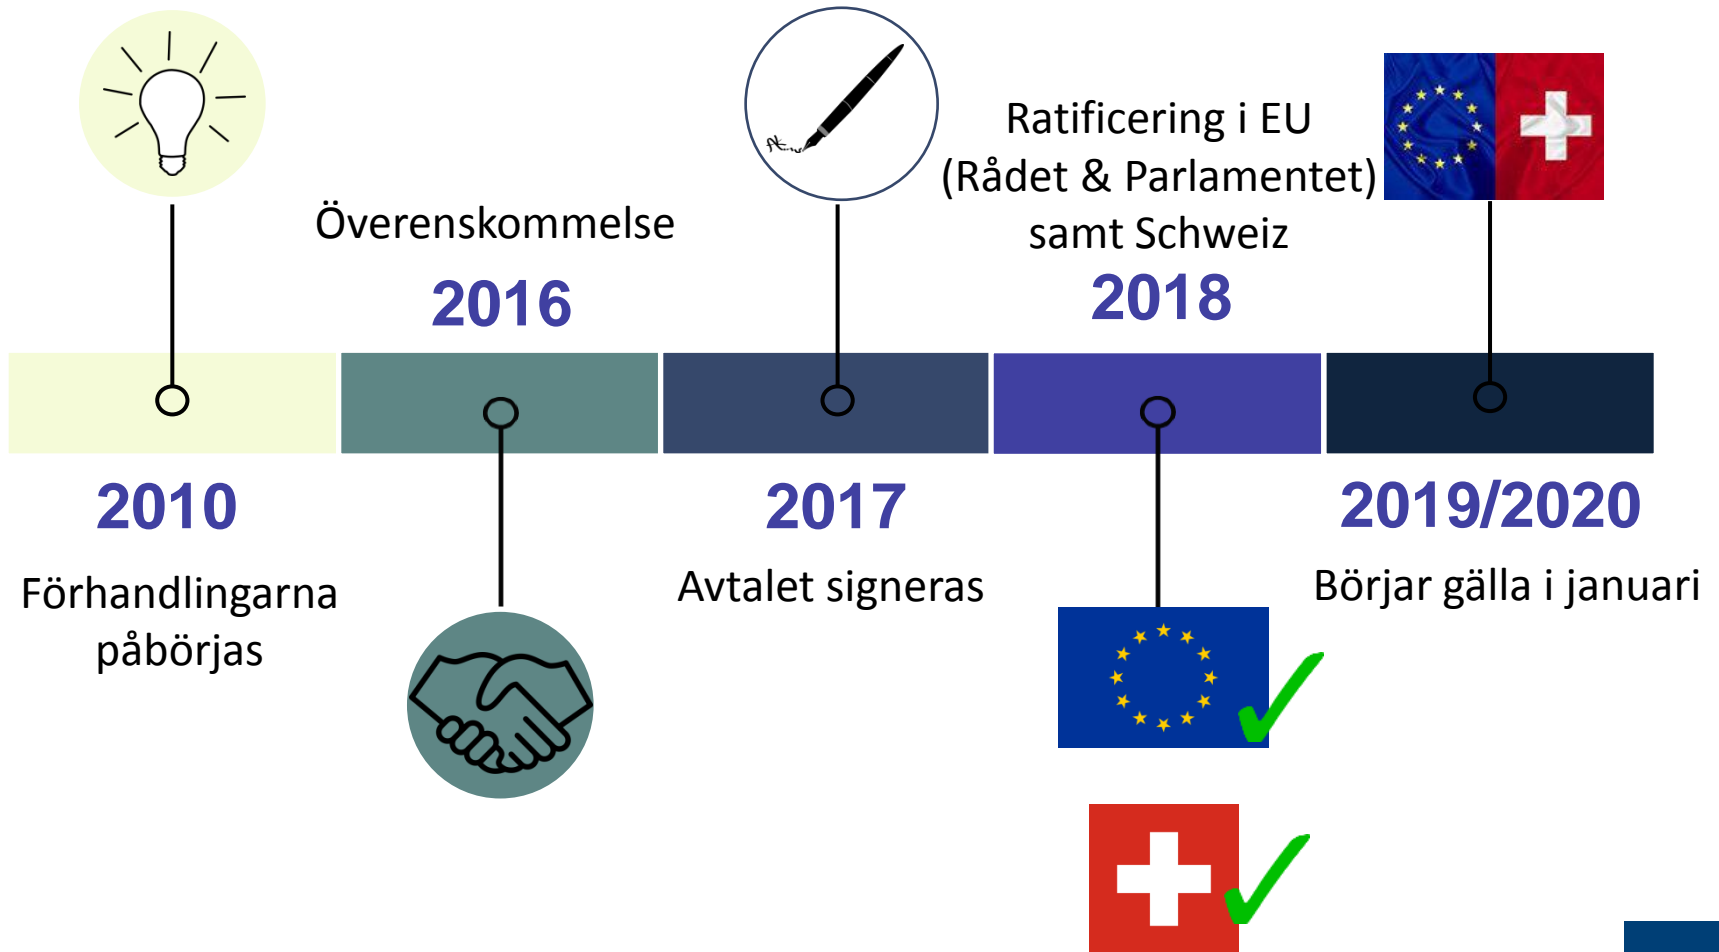 2010
Förhandlingarna
påbörjas
Överenskommelse
2016
2017
Avtalet signeras
Ratificering i EU
(Rådet & Parlamentet)
samt Schweiz
2018
2019/2020
Börjar gälla i januari